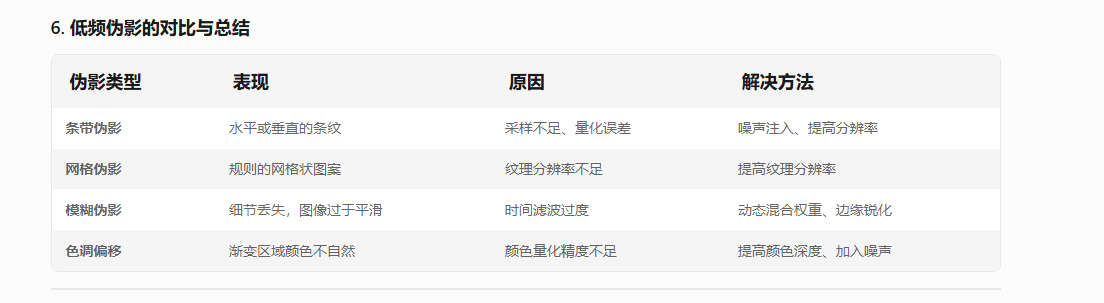 6. 低频伪影的对比与总结
伪影类型 表现 原因 解决方法
条带伪影 水平或垂直的条纹 采样不足、量化误差 噪声注入、提高分辨率
网格伪影 规则的网格状图案 纹理分辨率不足 提高纹理分辨率
模糊伪影 细节丢失，图像过于平滑 时间滤波过度 动态混合权重、边缘锐化
色调偏移 渐变区域颜色不自然 颜色量化精度不足 提高颜色深度、加入噪声